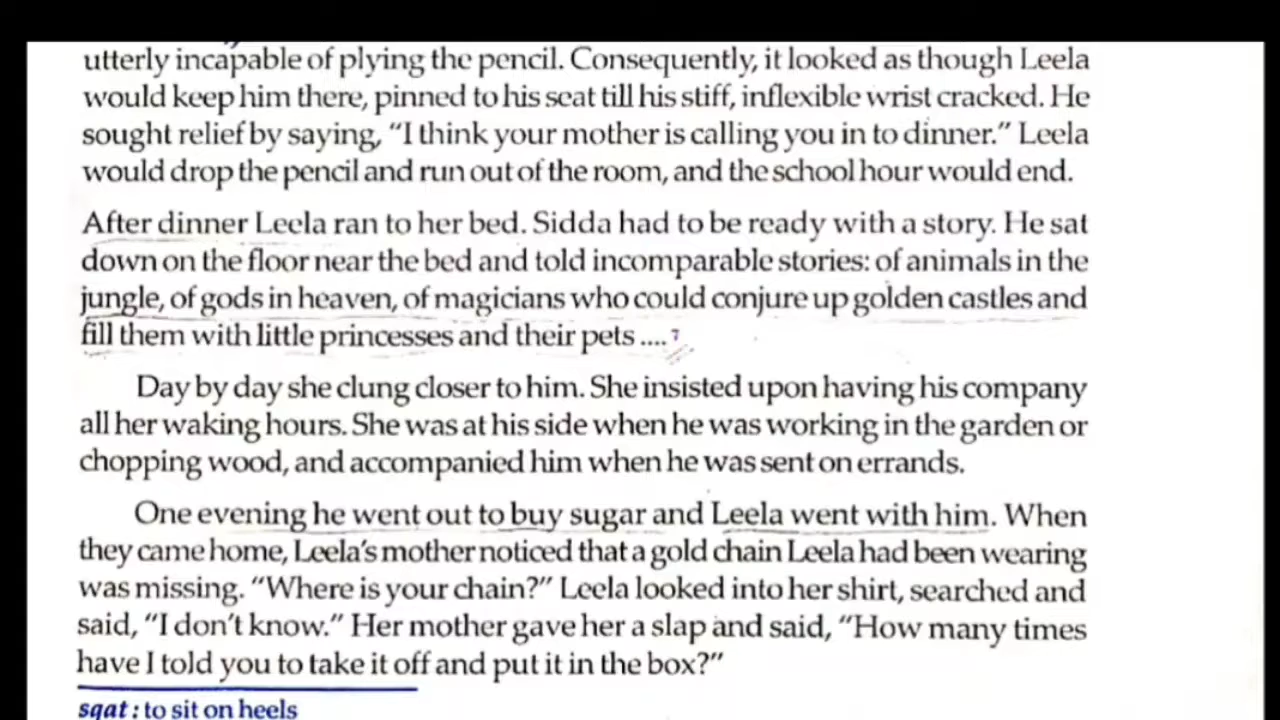 utterly incapable of plying the pencil. Consequently, it looked as though Leela
would keep him there, pinned to his seat till his stiff, inflexible wrist cracked. He
sought relief by saying, “I think your mother is calling you in to dinner.” Leela
would drop the pencil and run out of the room, and the school hour would end.
After dinner Leela ran to her bed. Sidda had to be ready with a story. He sat
down on the floor near the bed and told incomparable stories: of animals in the
jungle, of gods in heaven, of magicians who could conjure up golden castles and
fill them with little princesses and their pets ....
Day by day she clung closer to him. She insisted upon having his company
all her waking hours. She was at his side when he was working in the garden or
chopping wood, and accompanied him when he was sent on errands.
One evening he went out to buy sugar and Leela went with him. When
they came home, Leela’s mother noticed that a gold chain Leela had been wearing
was missing. “Where is your chain?” Leela looked into her shirt, searched and
said, “I don’t know.” Her mother gave her a slap and said, “How many times
have I told you to take it off and put it in the box?”
sqat : to sit on heels